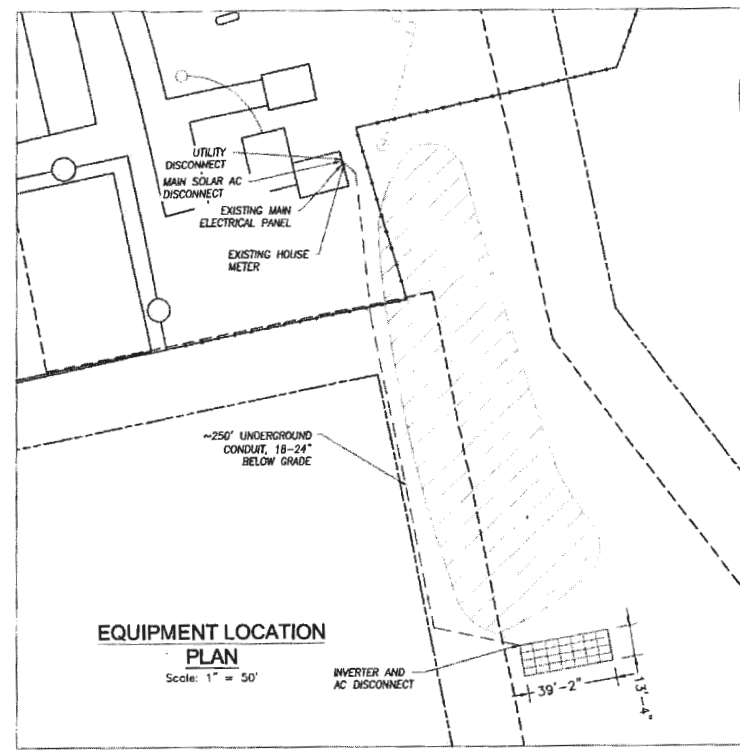 UTILITY
DISCONNECT
MAIN SOLAR AC
DISCONNECT
EXISTING MAIN
ELECTRICAL PANEL
EXISTING HOUSE
METER
~250' UNDERGROUND
CONDUIT, 18-24"
BELOW GRADE
EQUIPMENT LOCATION
PLAN
Scale: 1" = 50'
INVERTER AND
AC DISCONNECT
39'-2"
13'-4"